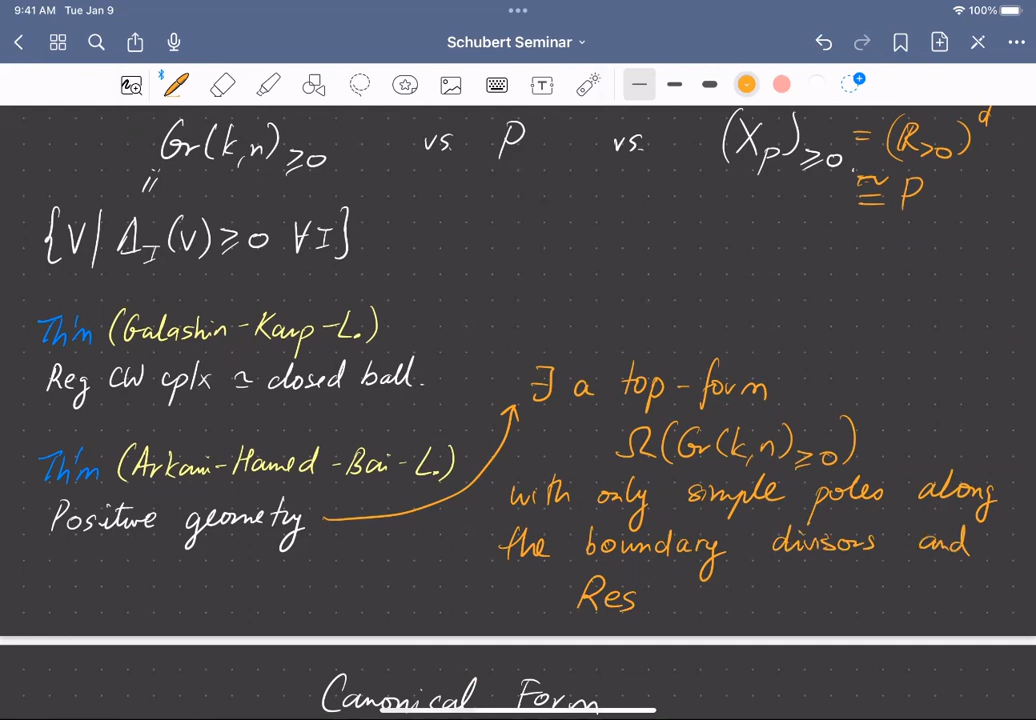 9:41 AM Tue Jan 9
100%
Schubert Seminar
Gr(k,n)≥0 vs. P vs. (X_P)≥0 = (R>0)^d
≅ P
=
{V | Δ_I(V) ≥ 0 ∀I}
Th'm (Galashin-Karp-L.)
Reg CW cplx ≃ closed ball.
Th'm (Arkani-Hamed-Bai-L.)
Positive geometry
∃ a top-form
Ω(Gr(k,n)≥0)
with only simple poles along
the boundary divisors and
Res
Canonical Form